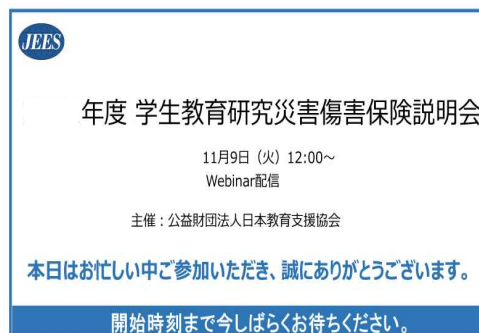 JEES
年度 学生教育研究災害傷害保険説明会
11月9日（火）12:00～
Webinar配信
主催：公益財団法人日本教育支援協会
本日はお忙しい中ご参加いただき、誠にありがとうございます。
開始時刻まで今しばらくお待ちください。